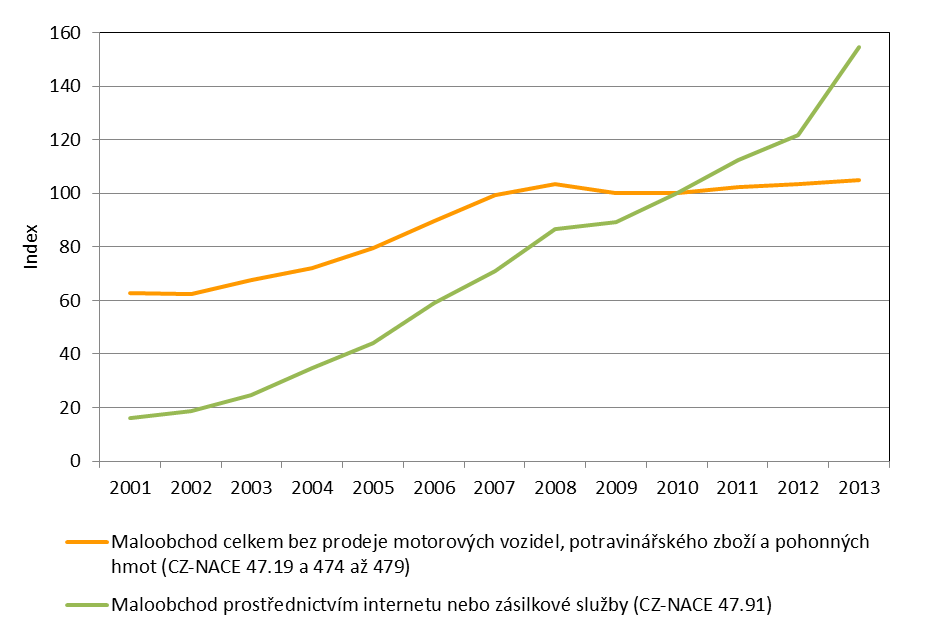 160
140
120
100
80
60
40
20
0
Index
2001 2002 2003 2004 2005 2006 2007 2008 2009 2010 2011 2012 2013
Maloobchod celkem bez prodeje motorových vozidel, potravinářského zboží a pohonných
hmot (CZ-NACE 47.19 a 474 až 479)
Maloobchod prostřednictvím internetu nebo zásilkové služby (CZ-NACE 47.91)